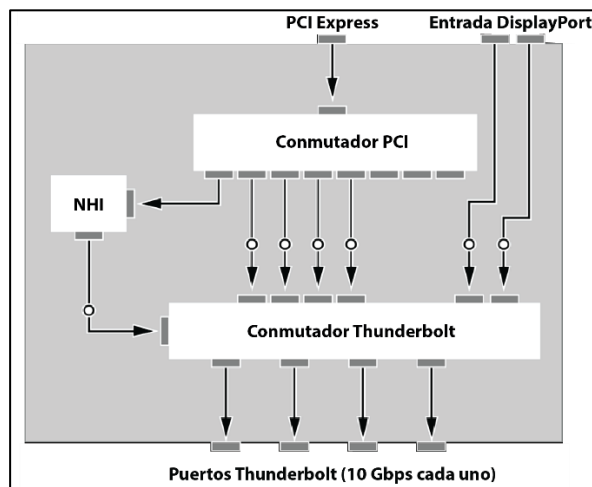 PCI Express
Entrada DisplayPort
Conmutador PCI
NHI
Conmutador Thunderbolt
Puertos Thunderbolt (10 Gbps cada uno)